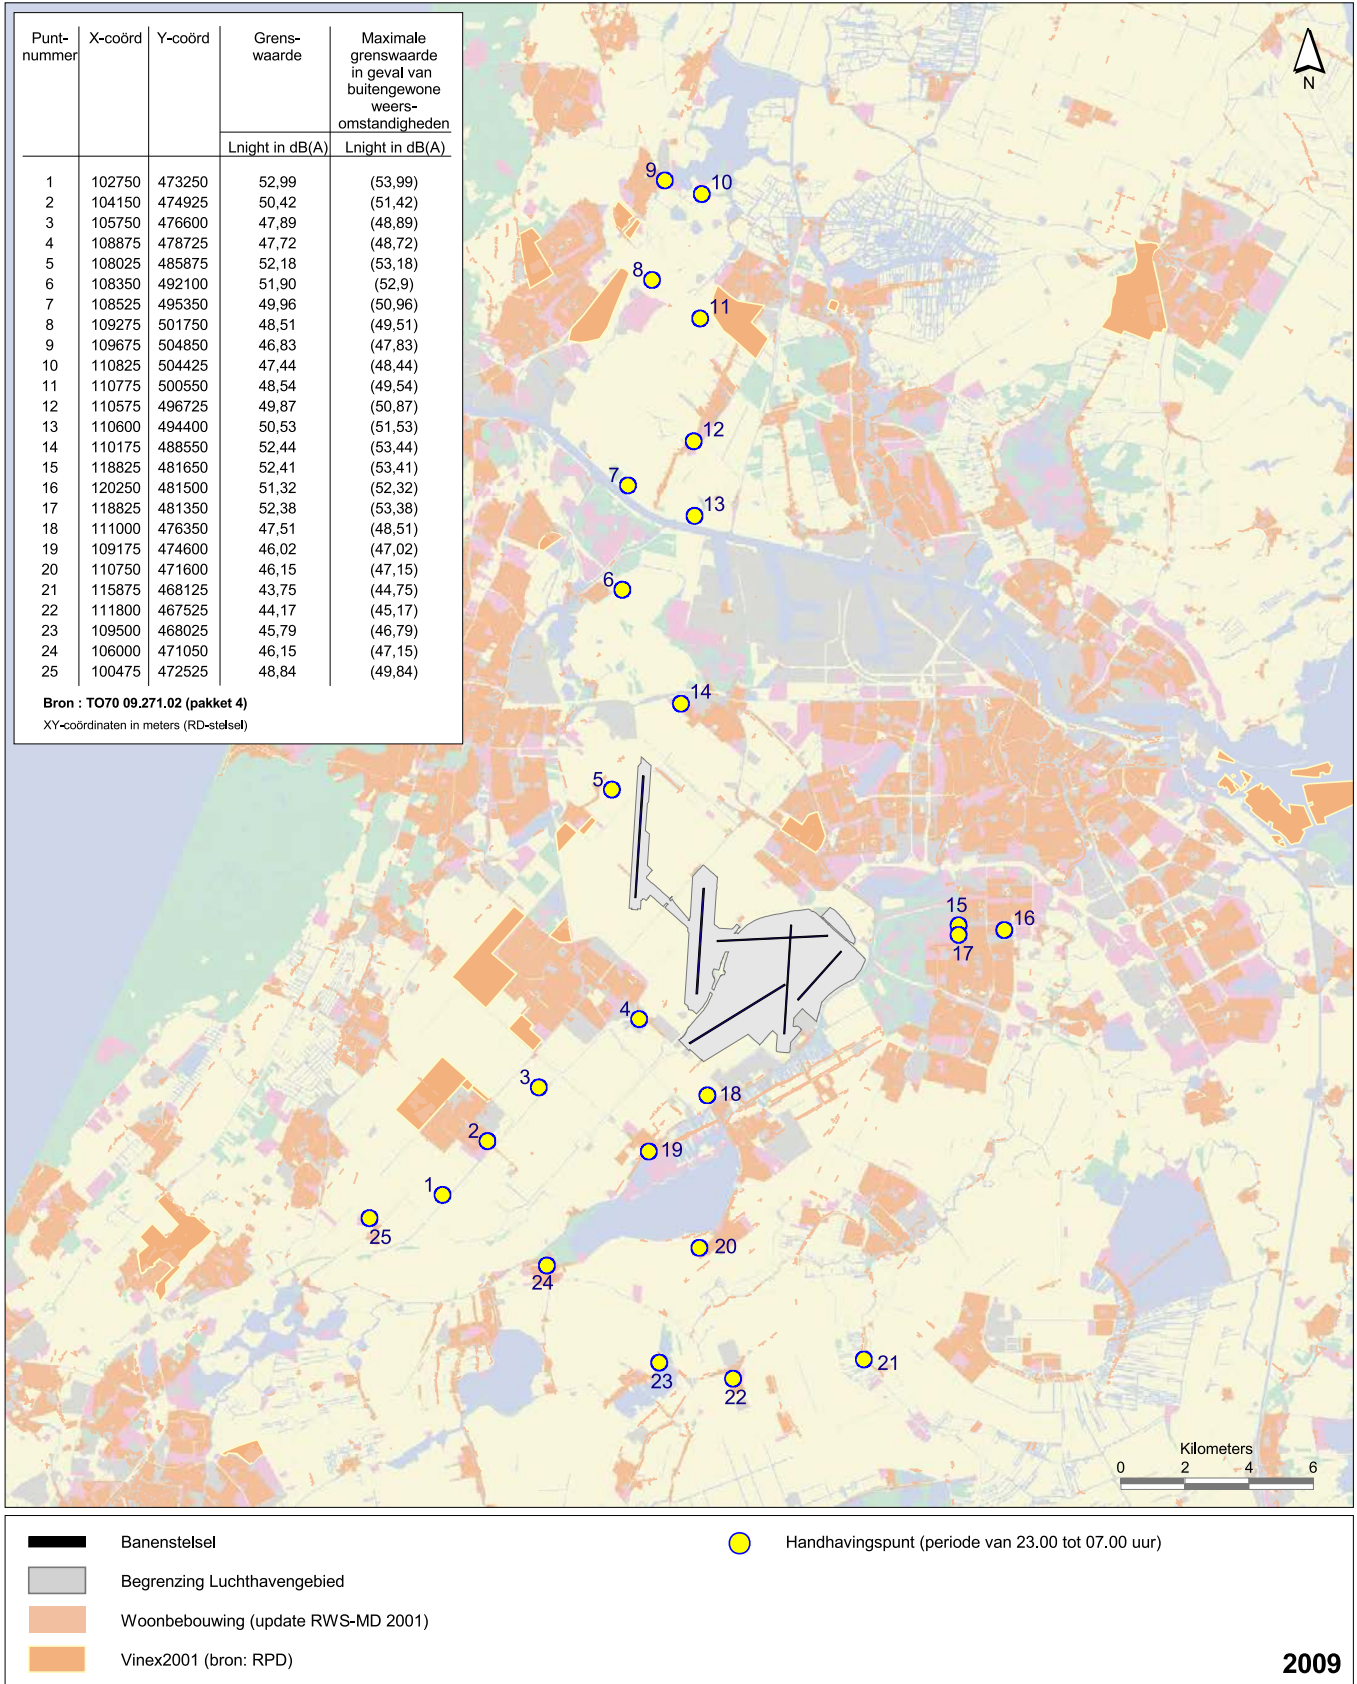 Punt-
nummer
X-coörd
Y-coörd
Grens-
waarde
Maximale
grenswaarde
in geval van
buitengewone
weers-
omstandigheden
Lnight in dB(A)
Lnight in dB(A)
1 102750 473250 52,99 (53,99)
2 104150 474925 50,42 (51,42)
3 105750 476600 47,89 (48,89)
4 108875 478725 47,72 (48,72)
5 108025 485875 52,18 (53,18)
6 108350 492100 51,90 (52,9)
7 108525 495350 49,96 (50,96)
8 109275 501750 48,51 (49,51)
9 109675 504850 46,83 (47,83)
10 110825 504425 47,44 (48,44)
11 110775 500550 48,54 (49,54)
12 110575 496725 49,87 (50,87)
13 110600 494400 50,53 (51,53)
14 110175 488550 52,44 (53,44)
15 118825 481650 52,41 (53,41)
16 120250 481500 51,32 (52,32)
17 118825 481350 52,38 (53,38)
18 111000 476350 47,51 (48,51)
19 109175 474600 46,02 (47,02)
20 110750 471600 46,15 (47,15)
21 115875 468125 43,75 (44,75)
22 111800 467525 44,17 (45,17)
23 109500 468025 45,79 (46,79)
24 106000 471050 46,15 (47,15)
25 100475 472525 48,84 (49,84)
Bron : TO70 09.271.02 (pakket 4)
XY-coördinaten in meters (RD-stelsel)
N
9
10
8
11
12
7
13
6
14
5
15
16
17
4
3
18
2
19
1
25
20
24
21
23
22
Kilometers
0 2 4 6
Banenstelsel
Handhavingspunt (periode van 23.00 tot 07.00 uur)
Begrenzing Luchthavengebied
Woonbebouwing (update RWS-MD 2001)
Vinex2001 (bron: RPD)
2009